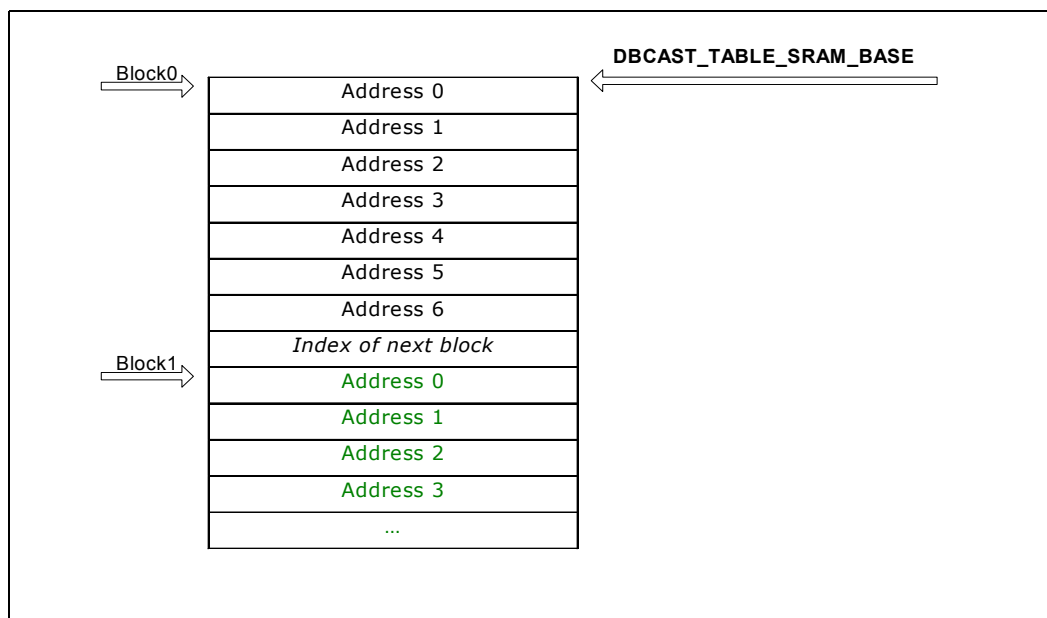 DBCAST_TABLE_SRAM_BASE
Block0
Address 0
Address 1
Address 2
Address 3
Address 4
Address 5
Address 6
Index of next block
Block1
Address 0
Address 1
Address 2
Address 3
...